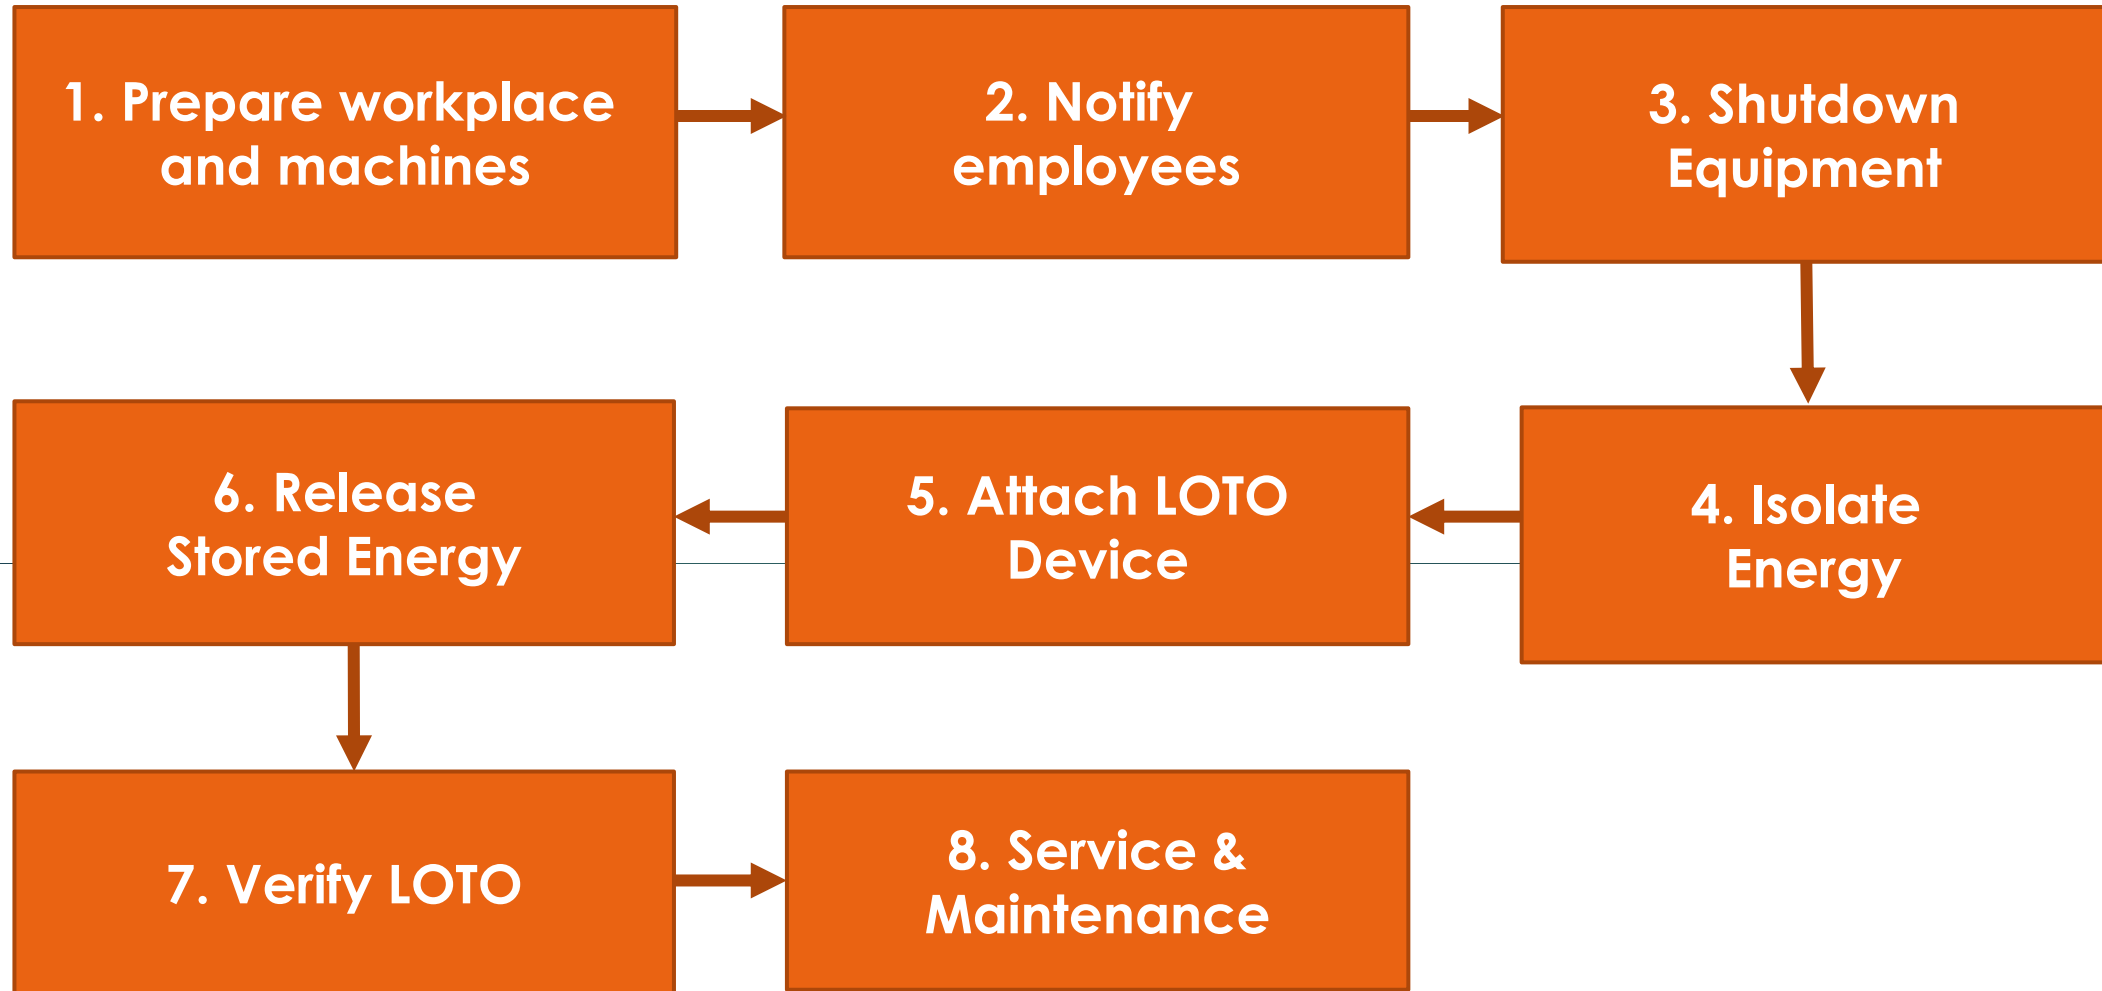 1. Prepare workplace
and machines
2. Notify
employees
3. Shutdown
Equipment
4. Isolate
Energy
5. Attach LOTO
Device
6. Release
Stored Energy
7. Verify LOTO
8. Service &
Maintenance